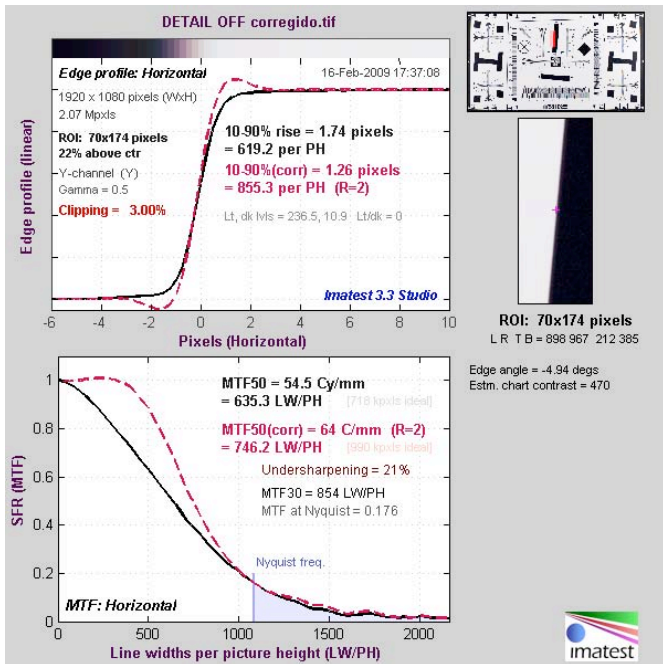 DETAIL OFF corregido.tif
Edge profile: Horizontal
16-Feb-2009 17:37:08
1920 x 1080 pixels (WxH)
2.07 Mpxls
ROI: 70x174 pixels
22% above ctr
Y-channel (Y)
Gamma = 0.5
Clipping = 3.00%
10-90% rise = 1.74 pixels
= 619.2 per PH
10-90%(corr) = 1.26 pixels
= 855.3 per PH (R=2)
Lt, dk lvls = 236.5, 10.9 Lt/dk = 0
Imatest 3.3 Studio
Edge profile (linear)
-6 -4 -2 0 2 4 6 8 10
Pixels (Horizontal)
ROI: 70x174 pixels
L R T B = 898 967 212 385
Edge angle = -4.94 degs
Estm. chart contrast = 470
MTF50 = 54.5 Cy/mm
= 635.3 LW/PH [718 kpxls ideal]
MTF50(corr) = 64 C/mm (R=2)
= 746.2 LW/PH [990 kpxls ideal]
Undersharpening = 21%
MTF30 = 854 LW/PH
MTF at Nyquist = 0.176
Nyquist freq.
MTF: Horizontal
SFR (MTF)
1
0.8
0.6
0.4
0.2
0
0 500 1000 1500 2000
Line widths per picture height (LW/PH)
imatest